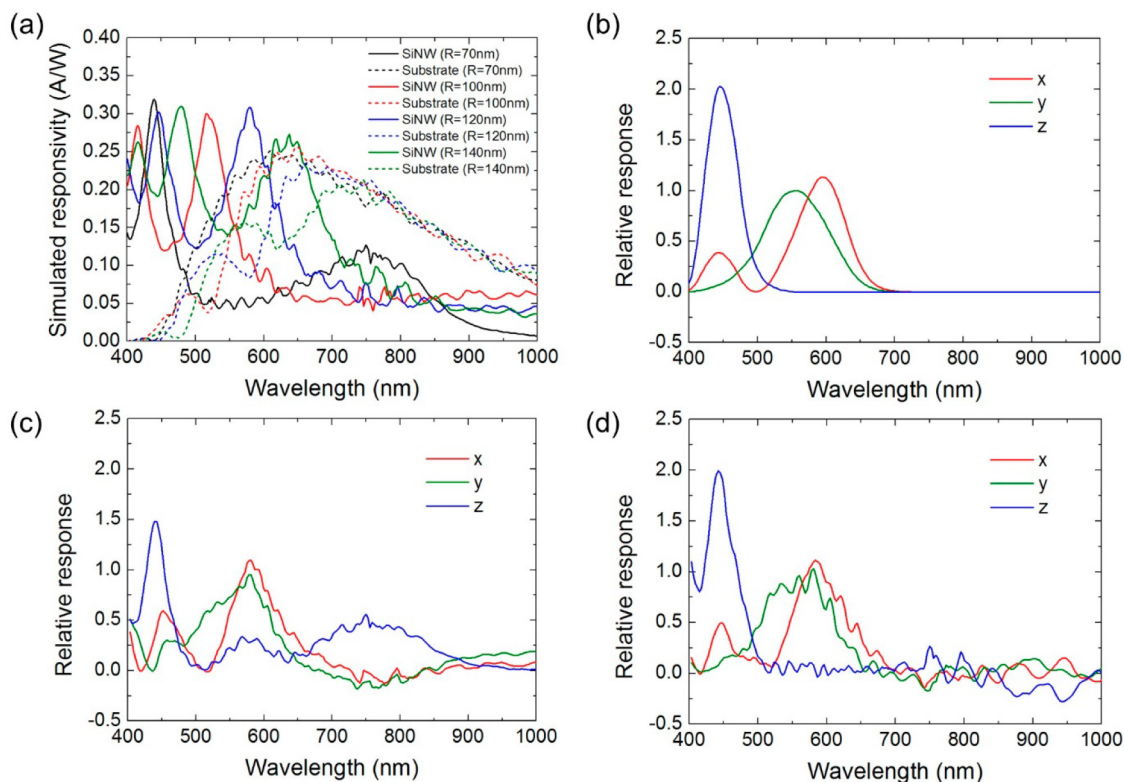 (a)
Simulated responsivity (A/W)
0.40
0.35
0.30
0.25
0.20
0.15
0.10
0.05
0.00
SiNW (R=70nm)
Substrate (R=70nm)
SiNW (R=100nm)
Substrate (R=100nm)
SiNW (R=120nm)
Substrate (R=120nm)
SiNW (R=140nm)
Substrate (R=140nm)
400 500 600 700 800 900 1000
Wavelength (nm)
(b)
Relative response
2.5
2.0
1.5
1.0
0.5
0.0
-0.5
x
y
z
400 500 600 700 800 900 1000
Wavelength (nm)
(c)
Relative response
2.5
2.0
1.5
1.0
0.5
0.0
-0.5
x
y
z
400 500 600 700 800 900 1000
Wavelength (nm)
(d)
Relative response
2.5
2.0
1.5
1.0
0.5
0.0
-0.5
x
y
z
400 500 600 700 800 900 1000
Wavelength (nm)